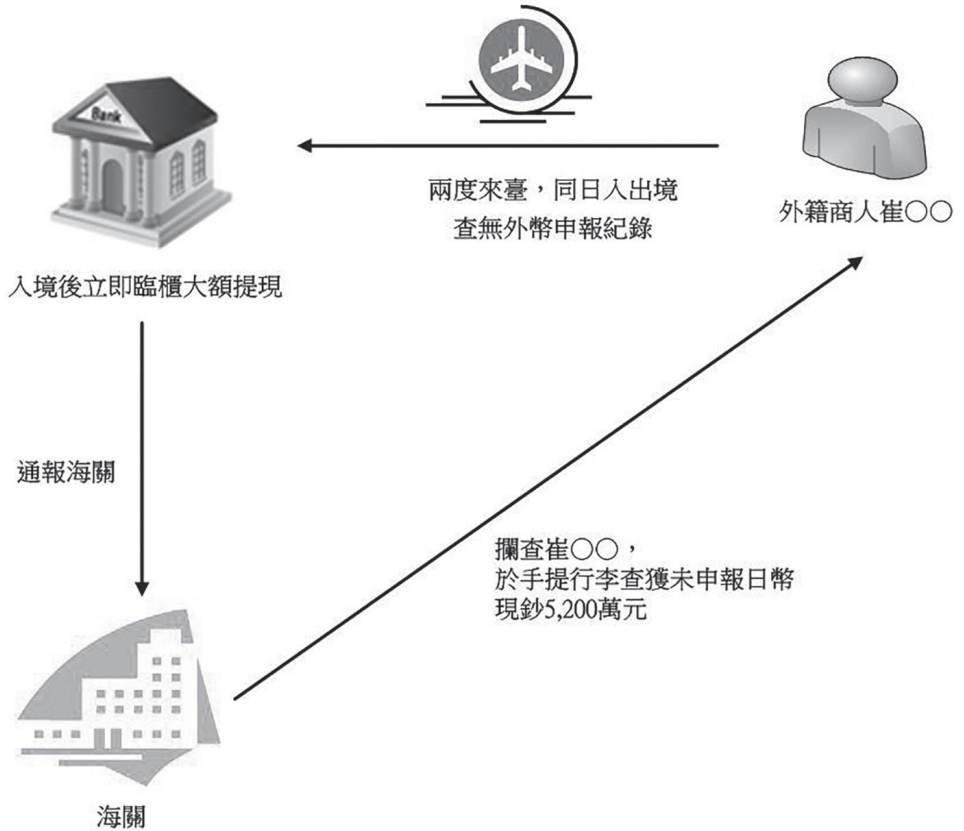 Bank
兩度來臺，同日入出境
查無外幣申報紀錄
外籍商人崔〇〇
入境後立即臨櫃大額提現
通報海關
攔查崔〇〇，
於手提行李查獲未申報日幣
現鈔5,200萬元
海關